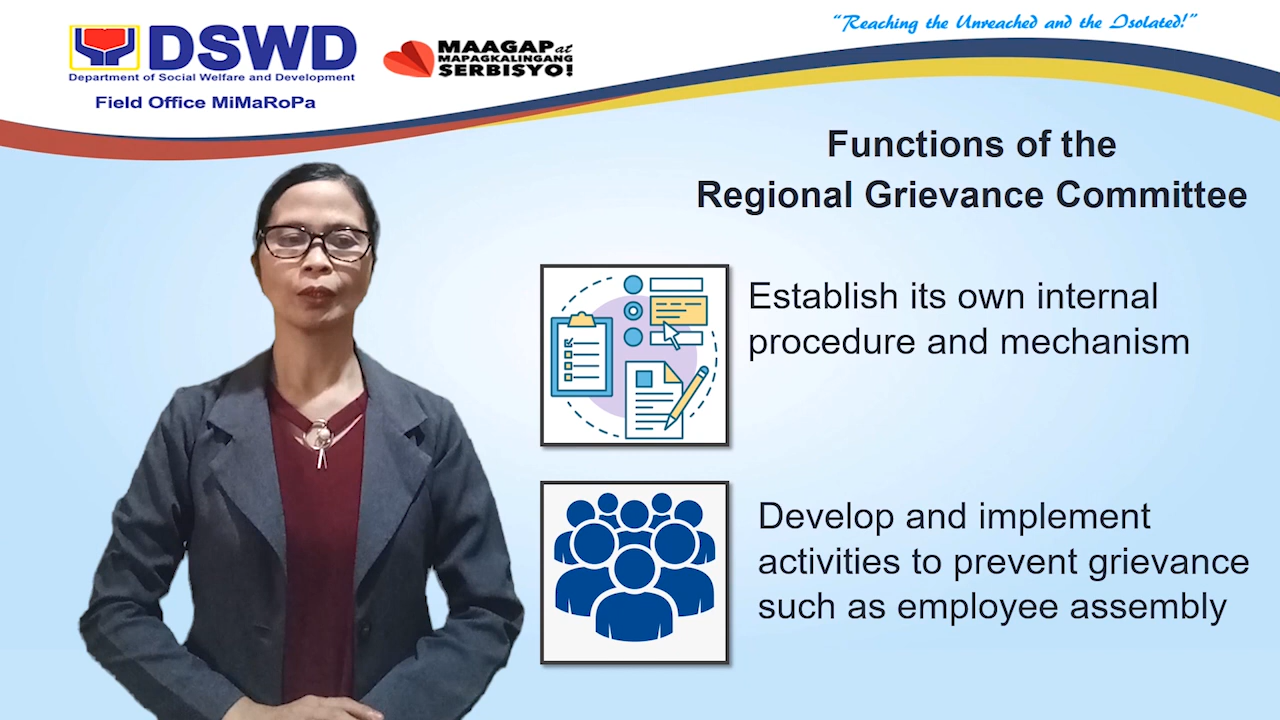 DSWD
Department of Social Welfare and Development
Field Office MiMaRoPa
MAAGAP at
MAPAGKALINGANG
SERBISYO!
"Reaching the Unreached and the Isolated!"
Functions of the
Regional Grievance Committee
Establish its own internal
procedure and mechanism
Develop and implement
activities to prevent grievance
such as employee assembly